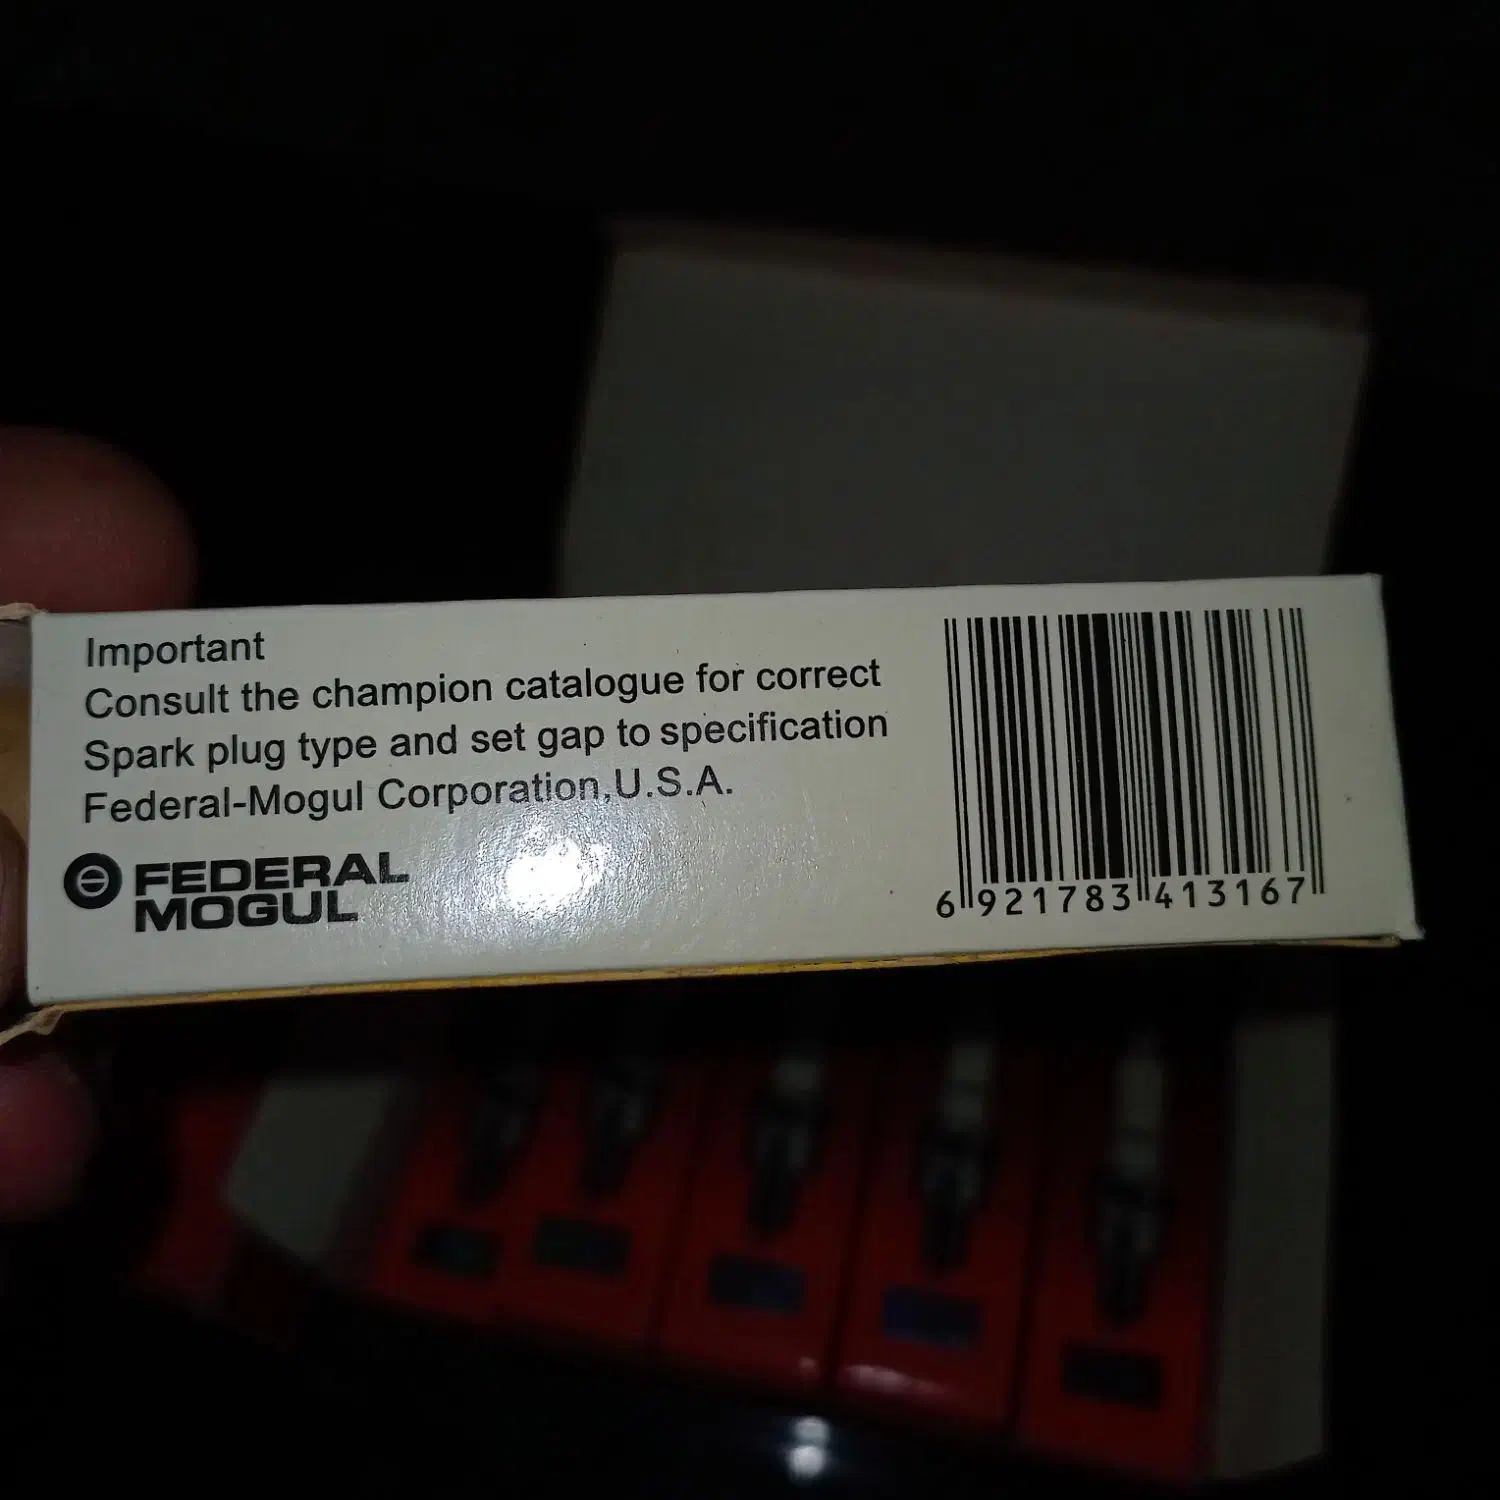 Important
Consult the champion catalogue for correct
Spark plug type and set gap to specification
Federal-Mogul Corporation,U.S.A.
FEDERAL
MOGUL
6 921783 413167